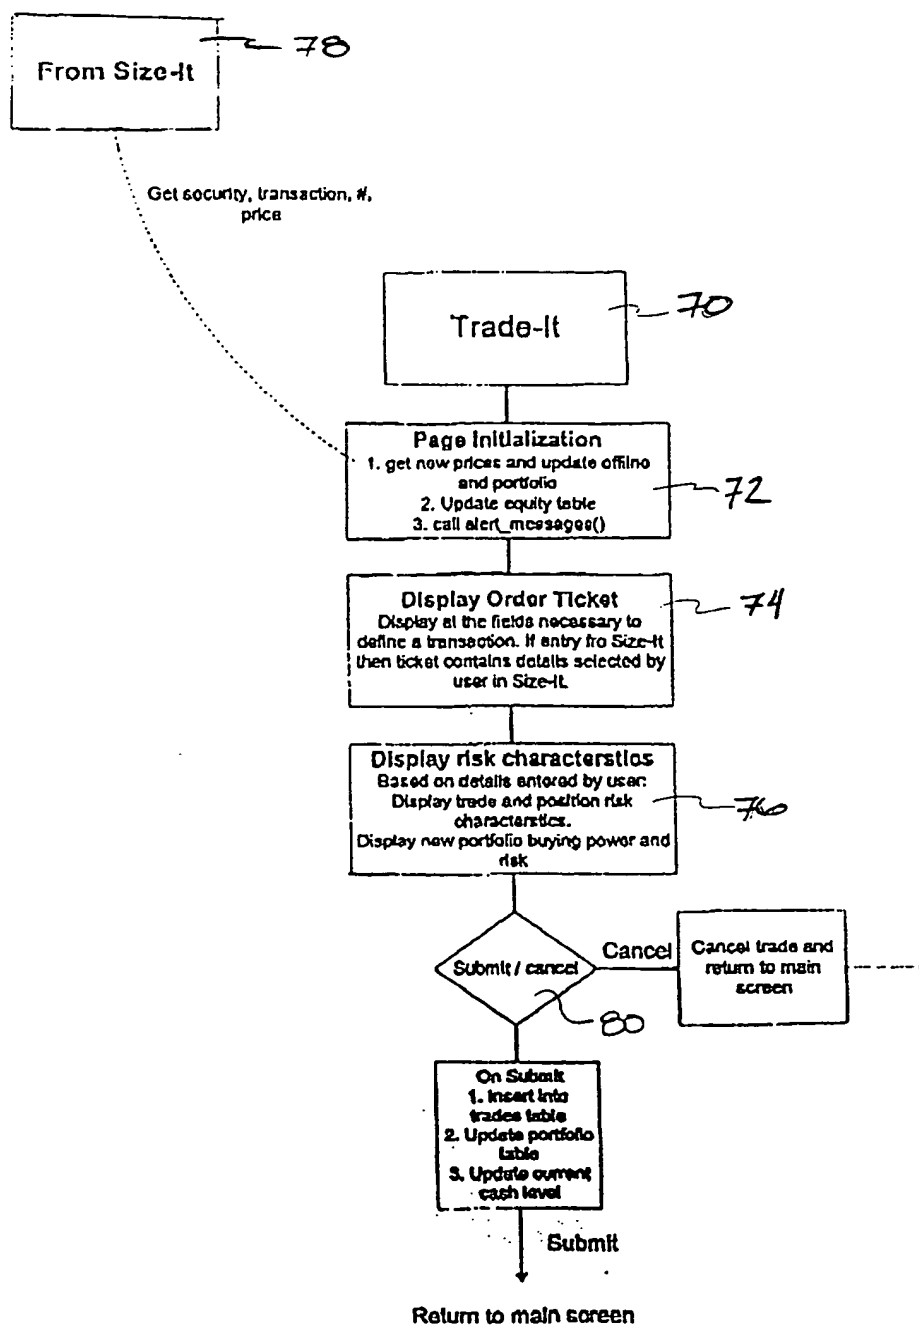 78
From Size-It
Get security, transaction, #,
price
Trade-It
70
Page Initialization
1. get new prices and update offline
and portfolio
2. Update equity table
3. call alert_messages()
72
Display Order Ticket
Display al the fields necessary to
define a transaction. If entry fro Size-It
then ticket contains details selected by
user in Size-It.
74
Display risk characterstics
Based on details entered by user:
Display trade and position risk
characterstics.
Display new portfolio buying power and
risk
76
Submit / cancel
Cancel
Cancel trade and
return to main
screen
80
On Submit
1. Insert into
trades table
2. Update portfolio
table
3. Update current
cash level
Submit
Return to main screen